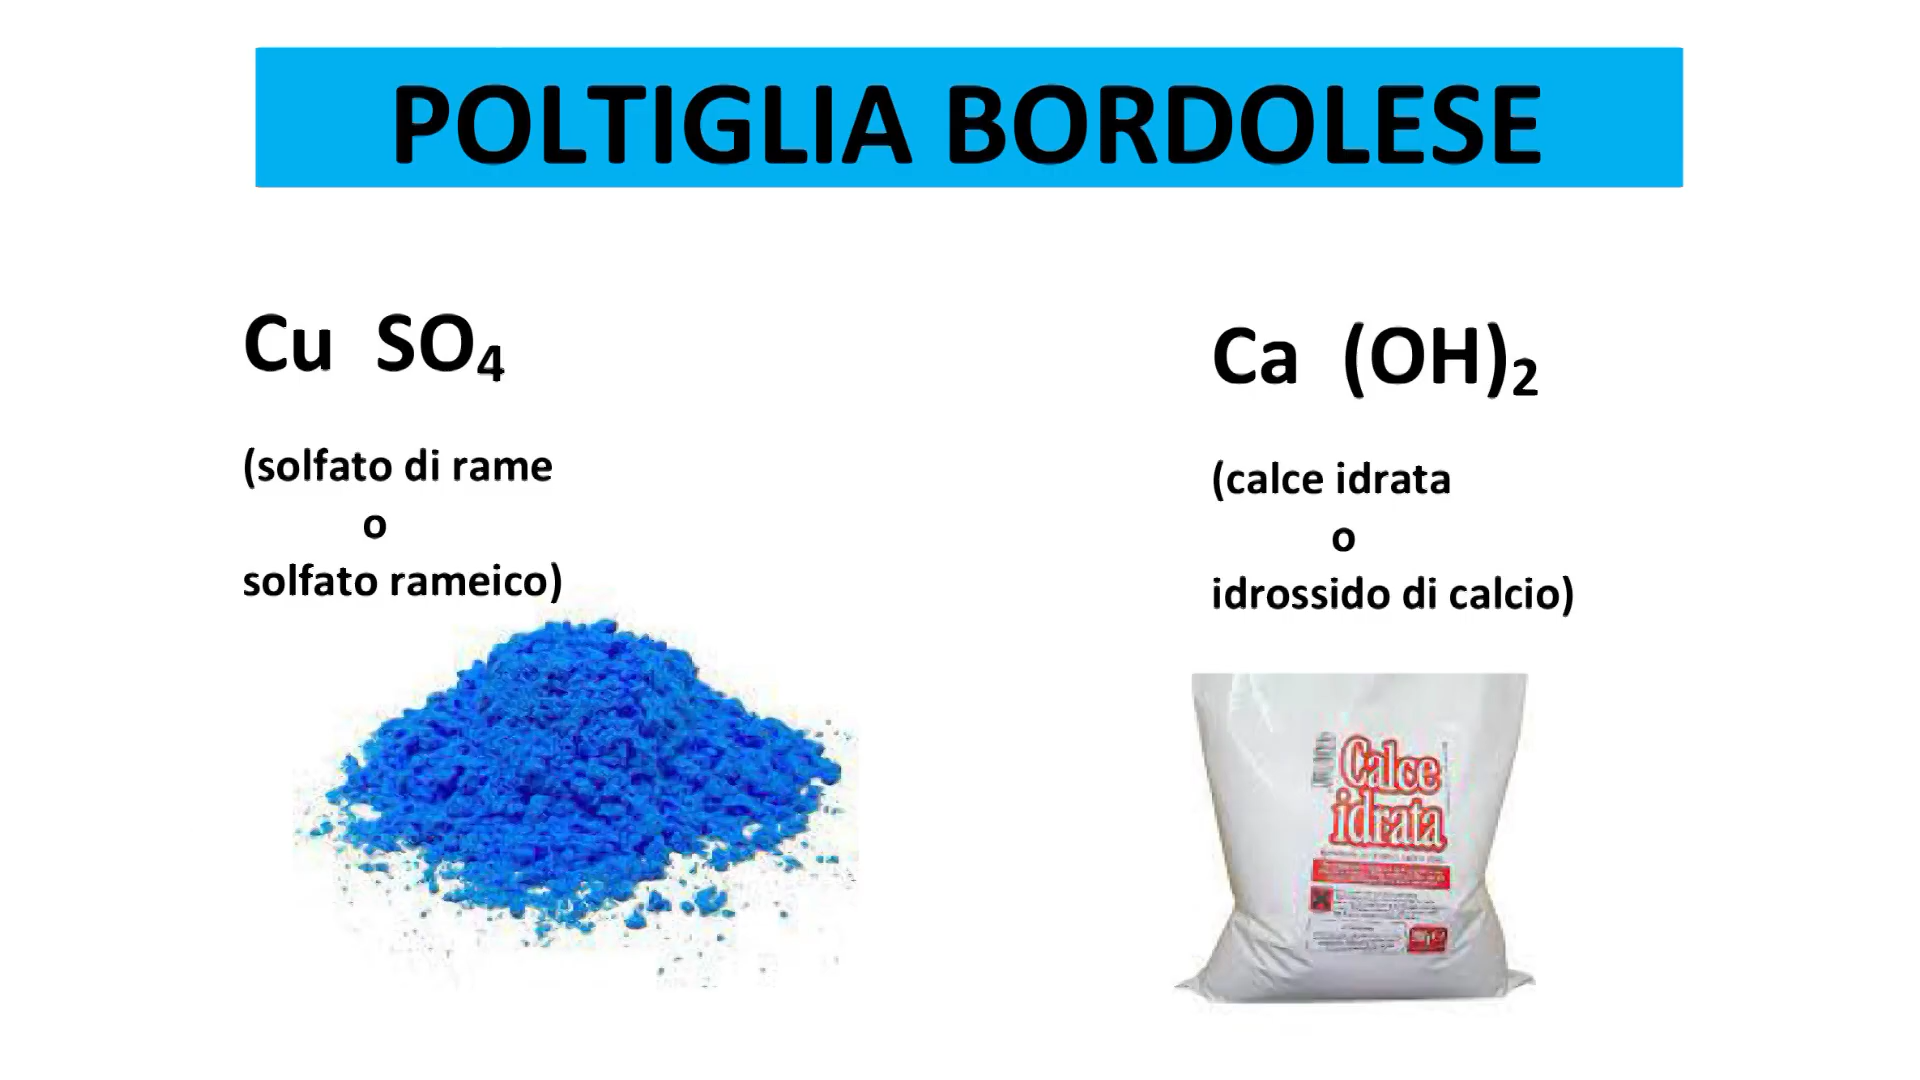 POLTIGLIA BORDOLESE
Cu SO₄
(solfato di rame
o
solfato rameico)
Ca (OH)₂
(calce idrata
o
idrossido di calcio)
Calce
idrata